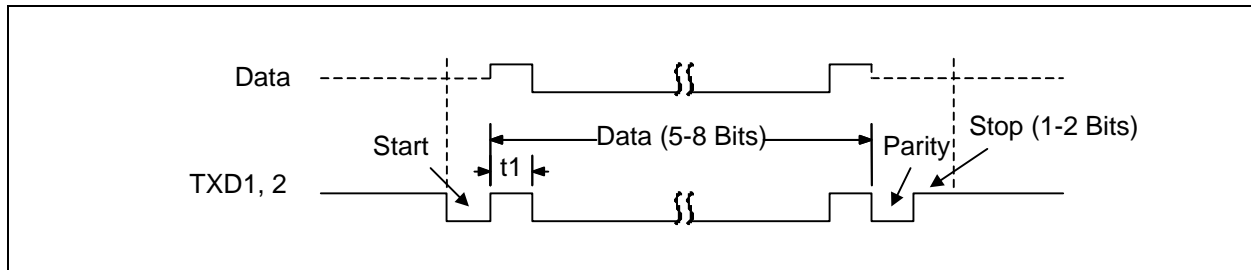 Data
Data (5-8 Bits)
Stop (1-2 Bits)
Start
Parity
t1
TXD1, 2